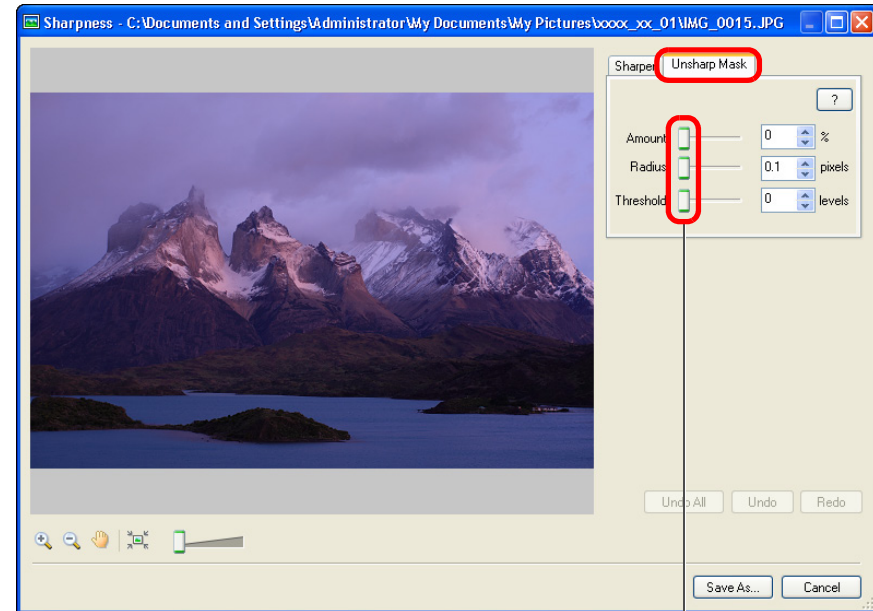 Sharpness - C:\Documents and Settings\Administrator\My Documents\My Pictures\xxxx_xx_01\IMG_0015.JPG
Sharpen Unsharp Mask
?
Amount 0 %
Radius 0.1 pixels
Threshold 0 levels
Undo All Undo Redo
Save As... Cancel